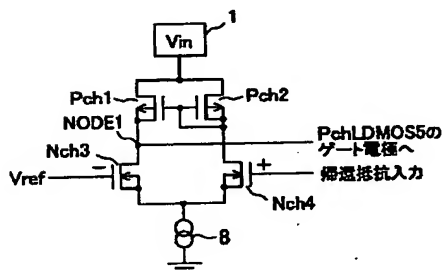 1
Vin
Pch1
Pch2
NODE1
PchLDMOS5の
ゲート電極へ
Nch3
Vref
−
+
帰還抵抗入力
Nch4
8